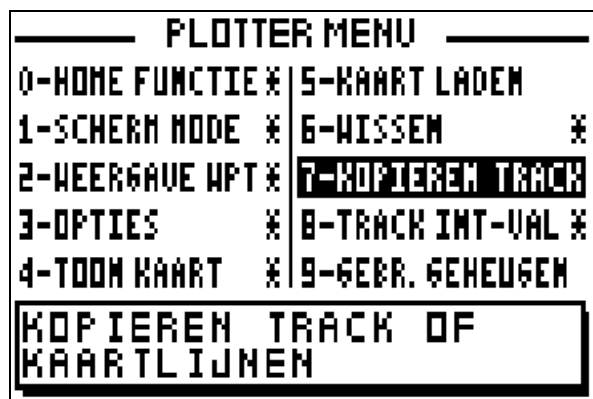 PLOTTER MENU
0-HOME FUNCTIE *
1-SCHERM MODE *
2-WEERGAVE WPT *
3-OPTIES *
4-TOON KAART *
5-KAART LADEN
6-WISSEN *
7-KOPIEREN TRACK
8-TRACK INT-VAL *
9-GEBR. GEHEUGEN
KOPIEREN TRACK OF
KAARTLIJNEN